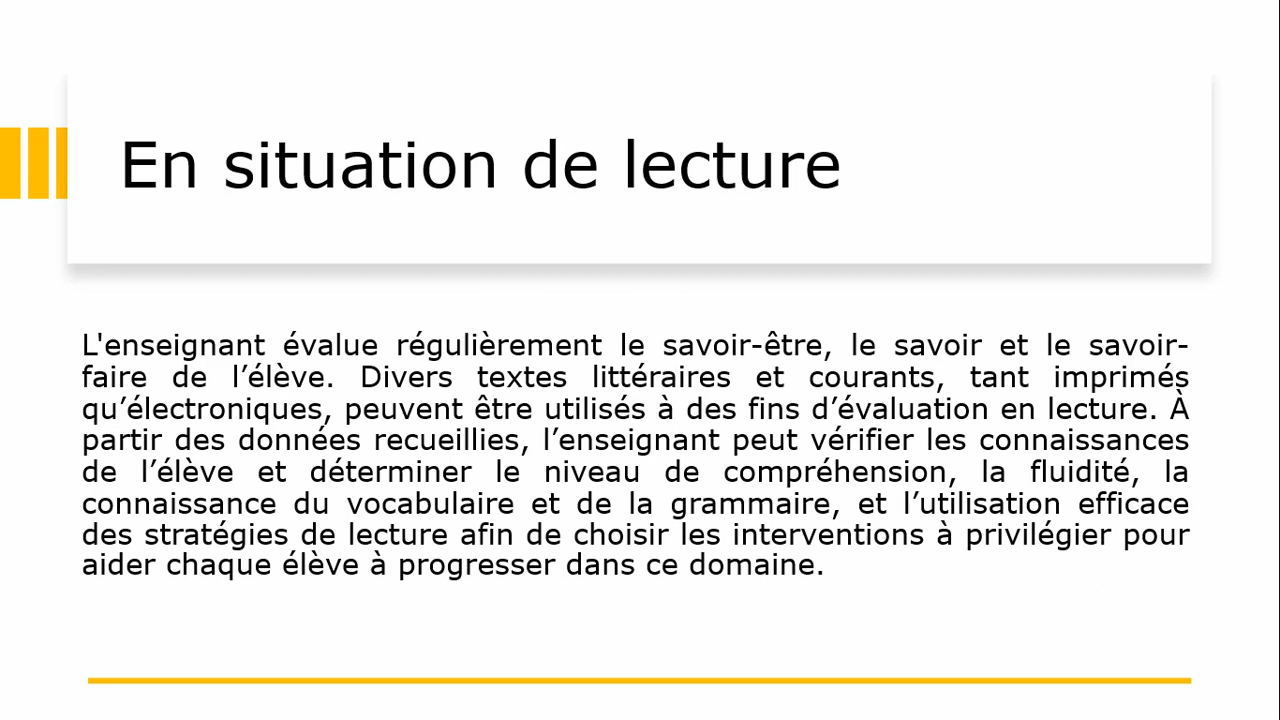 En situation de lecture
L'enseignant évalue régulièrement le savoir-être, le savoir et le savoir-
faire de l’élève. Divers textes littéraires et courants, tant imprimés
qu’électroniques, peuvent être utilisés à des fins d’évaluation en lecture. À
partir des données recueillies, l’enseignant peut vérifier les connaissances
de l’élève et déterminer le niveau de compréhension, la fluidité, la
connaissance du vocabulaire et de la grammaire, et l’utilisation efficace
des stratégies de lecture afin de choisir les interventions à privilégier pour
aider chaque élève à progresser dans ce domaine.